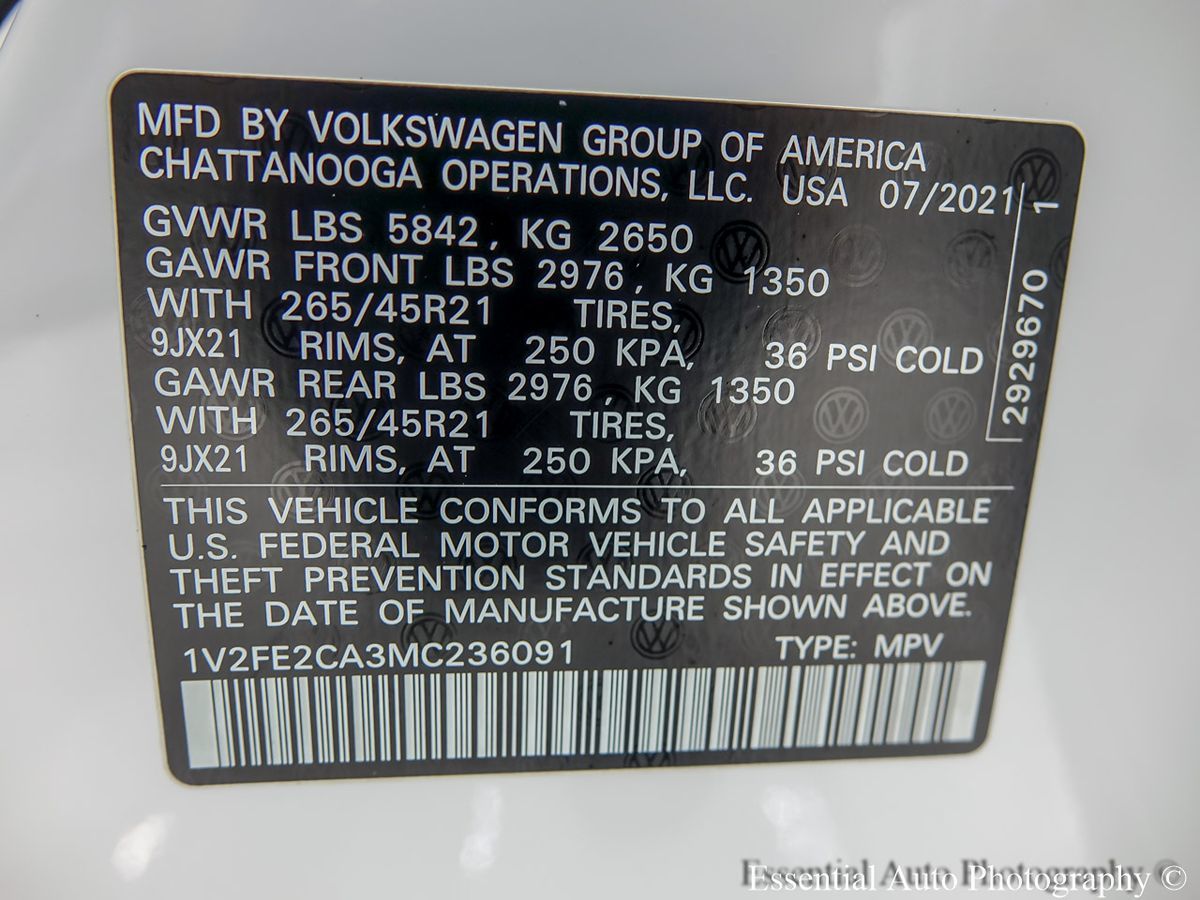 MFD BY VOLKSWAGEN GROUP OF AMERICA
CHATTANOOGA OPERATIONS, LLC. USA 07/2021
GVWR LBS 5842, KG 2650
GAWR FRONT LBS 2976, KG 1350
WITH 265/45R21 TIRES,
9JX21 RIMS, AT 250 KPA, 36 PSI COLD
GAWR REAR LBS 2976, KG 1350
WITH 265/45R21 TIRES,
9JX21 RIMS, AT 250 KPA, 36 PSI COLD
2929670 1
THIS VEHICLE CONFORMS TO ALL APPLICABLE
U.S. FEDERAL MOTOR VEHICLE SAFETY AND
THEFT PREVENTION STANDARDS IN EFFECT ON
THE DATE OF MANUFACTURE SHOWN ABOVE.
1V2FE2CA3MC236091 TYPE: MPV
Essential Auto Photography ©